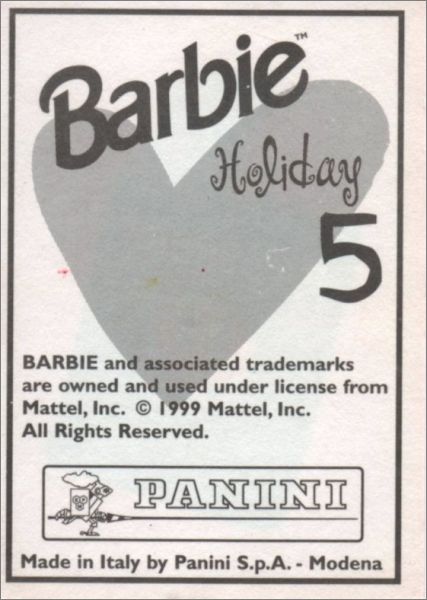 Barbie™
Holiday
5
BARBIE and associated trademarks
are owned and used under license from
Mattel, Inc. © 1999 Mattel, Inc.
All Rights Reserved.
PANINI
Made in Italy by Panini S.p.A. - Modena